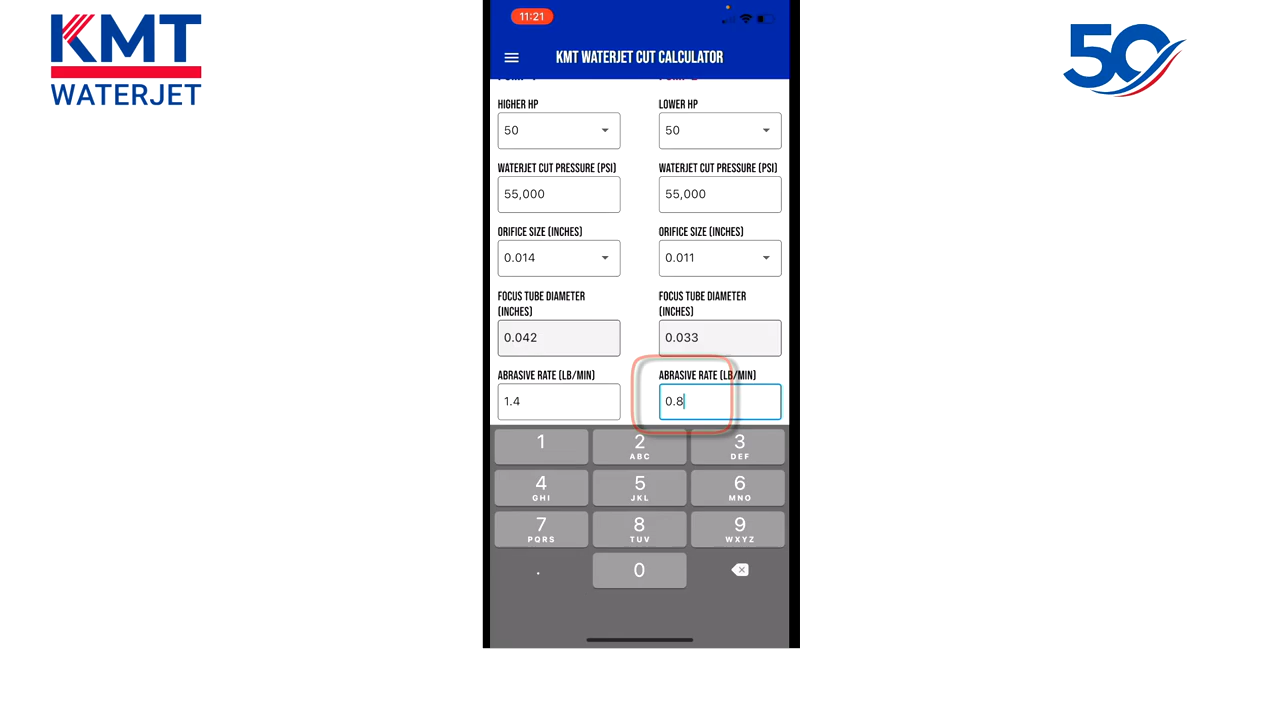 KMT
WATERJET
50
11:21
KMT WATERJET CUT CALCULATOR
HIGHER HP
LOWER HP
50
50
WATERJET CUT PRESSURE (PSI)
WATERJET CUT PRESSURE (PSI)
55,000
55,000
ORIFICE SIZE (INCHES)
ORIFICE SIZE (INCHES)
0.014
0.011
FOCUS TUBE DIAMETER
(INCHES)
FOCUS TUBE DIAMETER
(INCHES)
0.042
0.033
ABRASIVE RATE (LB/MIN)
ABRASIVE RATE (LB/MIN)
1.4
0.8
1
2
ABC
3
DEF
4
GHI
5
JKL
6
MNO
7
PQRS
8
TUV
9
WXYZ
.
0